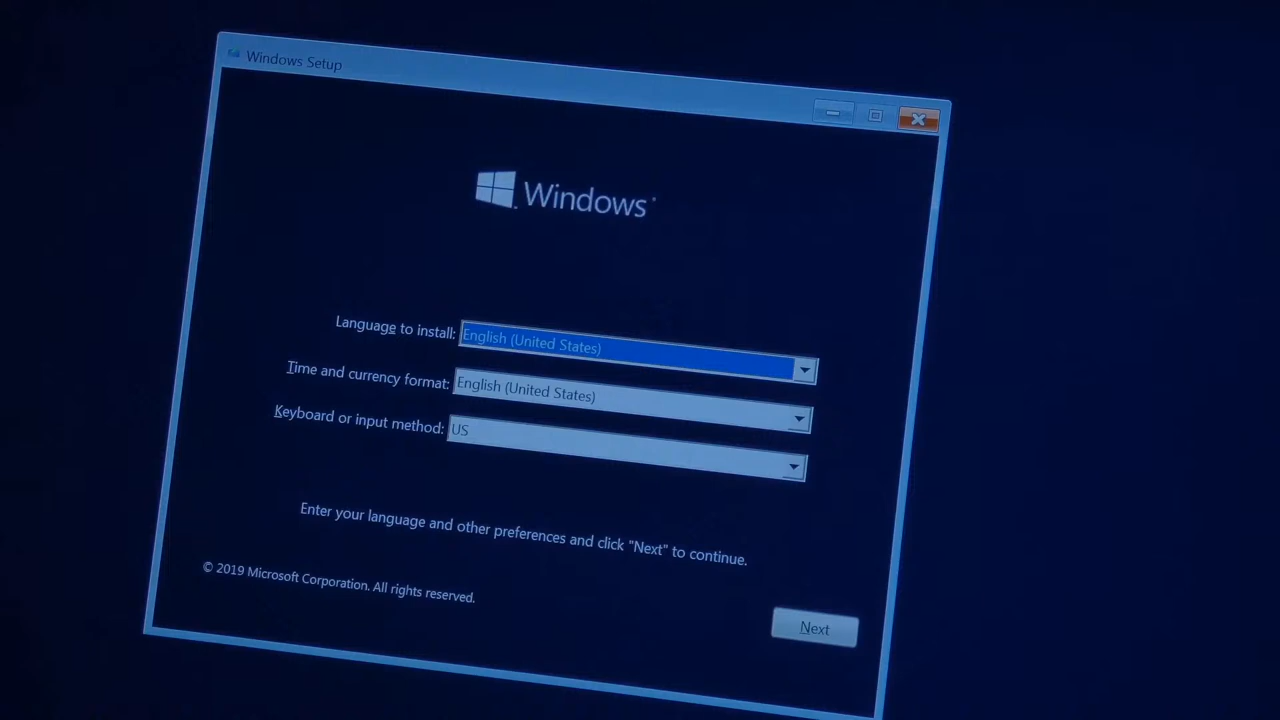 Windows Setup
Windows
Language to install: English (United States)
Time and currency format: English (United States)
Keyboard or input method: US
Enter your language and other preferences and click "Next" to continue.
© 2019 Microsoft Corporation. All rights reserved.
Next